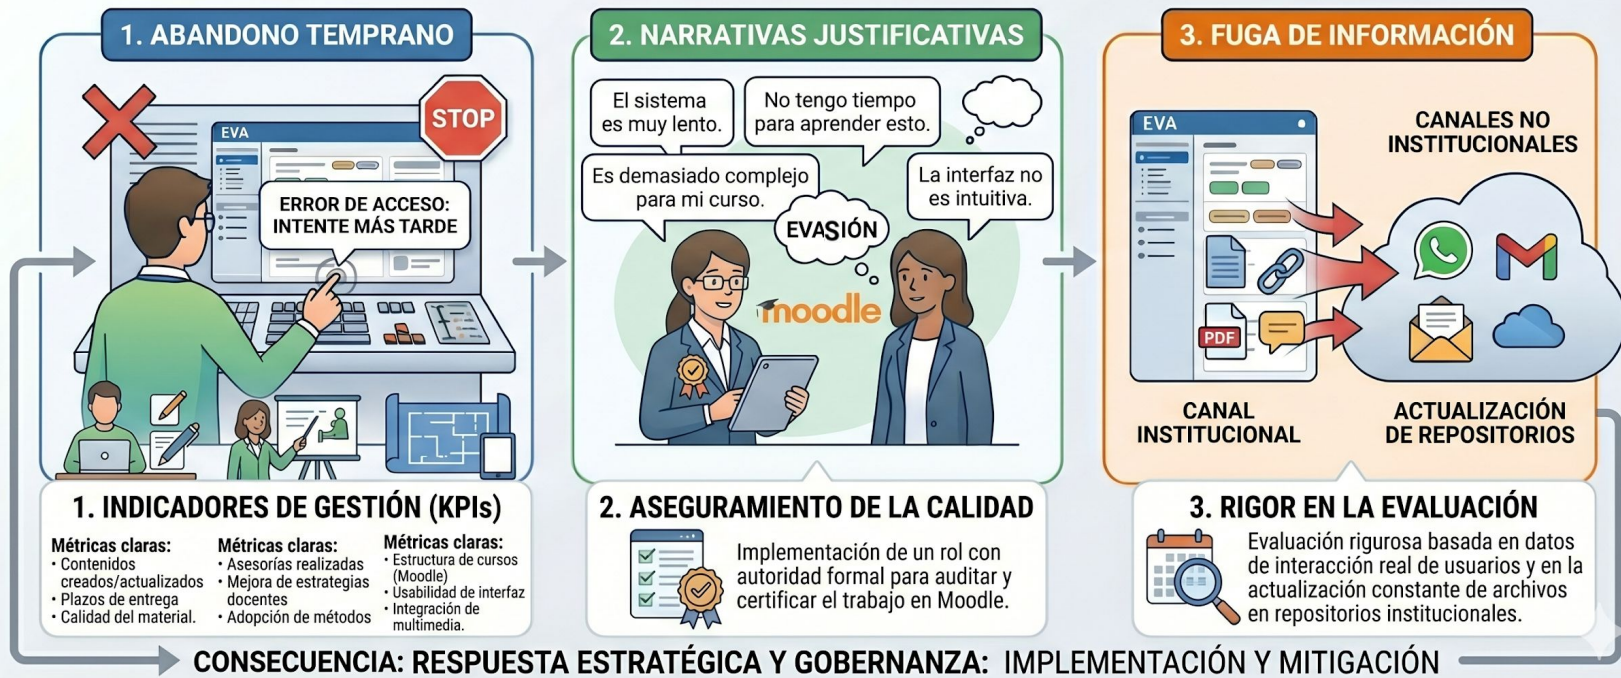 1. ABANDONO TEMPRANO
STOP
EVA
ERROR DE ACCESO:
INTENTE MÁS TARDE
2. NARRATIVAS JUSTIFICATIVAS
El sistema
es muy lento.
No tengo tiempo
para aprender esto.
Es demasiado complejo
para mi curso.
La interfaz no
es intuitiva.
EVASIÓN
moodle
3. FUGA DE INFORMACIÓN
EVA
PDF
CANALES NO
INSTITUCIONALES
CANAL
INSTITUCIONAL
ACTUALIZACIÓN
DE REPOSITORIOS
1. INDICADORES DE GESTIÓN (KPIs)
Métricas claras:
• Contenidos
creados/actualizados
• Plazos de entrega
• Calidad del material.
Métricas claras:
• Asesorías realizadas
• Mejora de estrategias
docentes
• Adopción de métodos
Métricas claras:
• Estructura de cursos
(Moodle)
• Usabilidad de interfaz
• Integración de
multimedia.
2. ASEGURAMIENTO DE LA CALIDAD
Implementación de un rol con
autoridad formal para auditar y
certificar el trabajo en Moodle.
3. RIGOR EN LA EVALUACIÓN
Evaluación rigurosa basada en datos
de interacción real de usuarios y en la
actualización constante de archivos
en repositorios institucionales.
CONSECUENCIA: RESPUESTA ESTRATÉGICA Y GOBERNANZA: IMPLEMENTACIÓN Y MITIGACIÓN